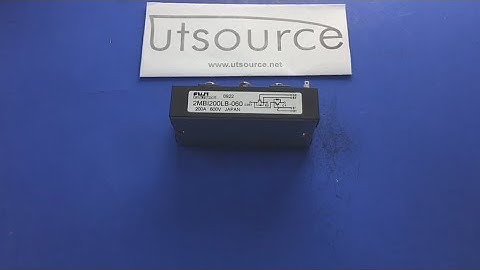 utsource
www.utsource.net
FUJI 0922
2MBI200LB-060
200A 600V JAPAN